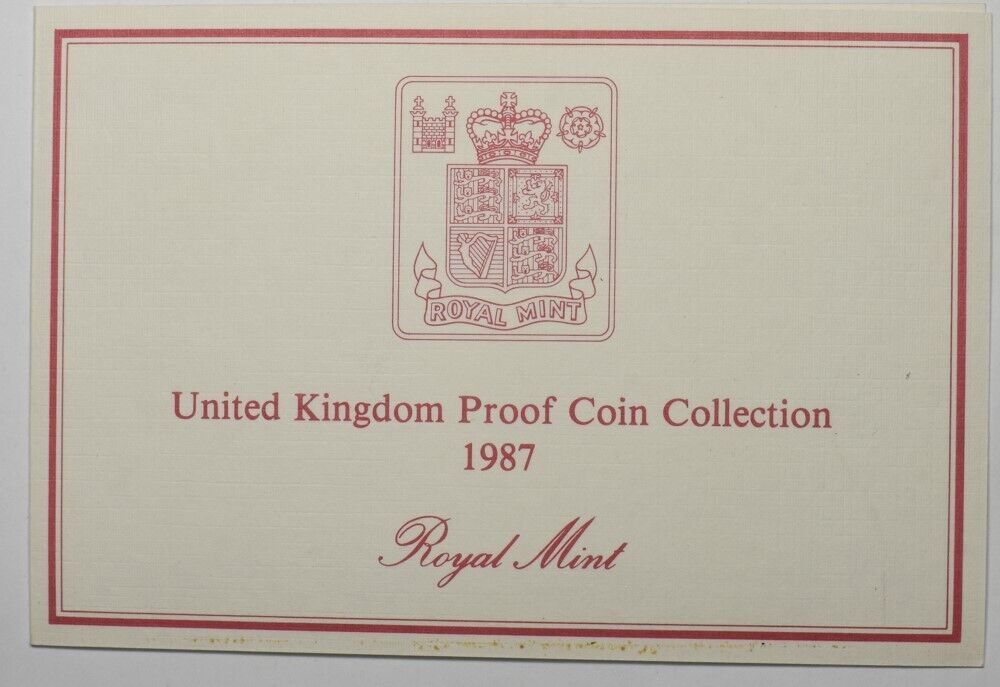 ROYAL MINT
United Kingdom Proof Coin Collection
1987
Royal Mint